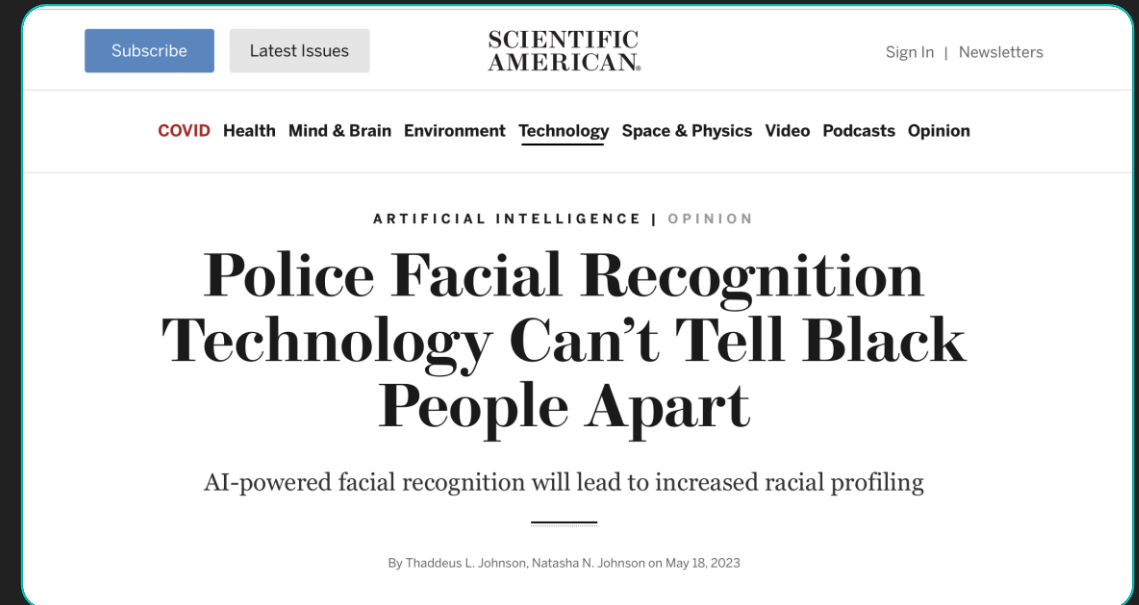 Subscribe Latest Issues
SCIENTIFIC
AMERICAN®
Sign In | Newsletters
COVID Health Mind & Brain Environment Technology Space & Physics Video Podcasts Opinion
ARTIFICIAL INTELLIGENCE | OPINION
Police Facial Recognition
Technology Can’t Tell Black
People Apart
AI-powered facial recognition will lead to increased racial profiling
By Thaddeus L. Johnson, Natasha N. Johnson on May 18, 2023